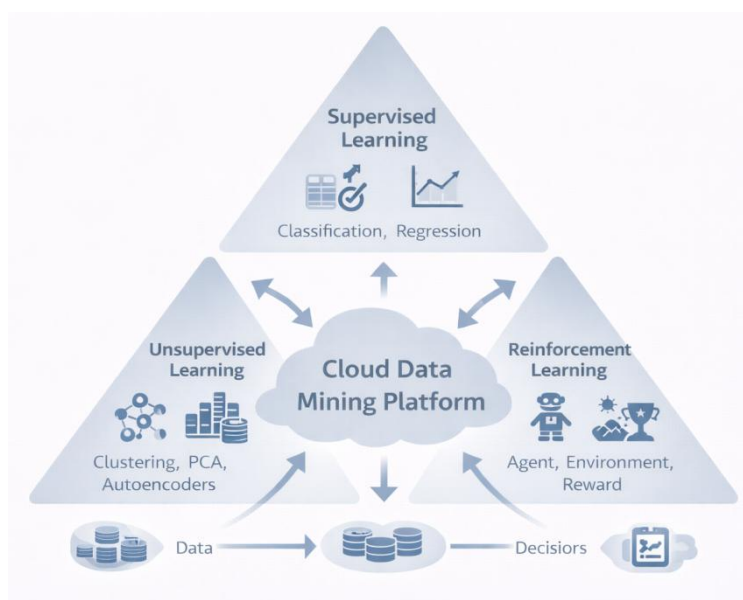 Supervised
Learning
Classification, Regression
Unsupervised
Learning
Clustering, PCA,
Autoencoders
Cloud Data
Mining Platform
Reinforcement
Learning
Agent, Environment,
Reward
Data
Decisiors